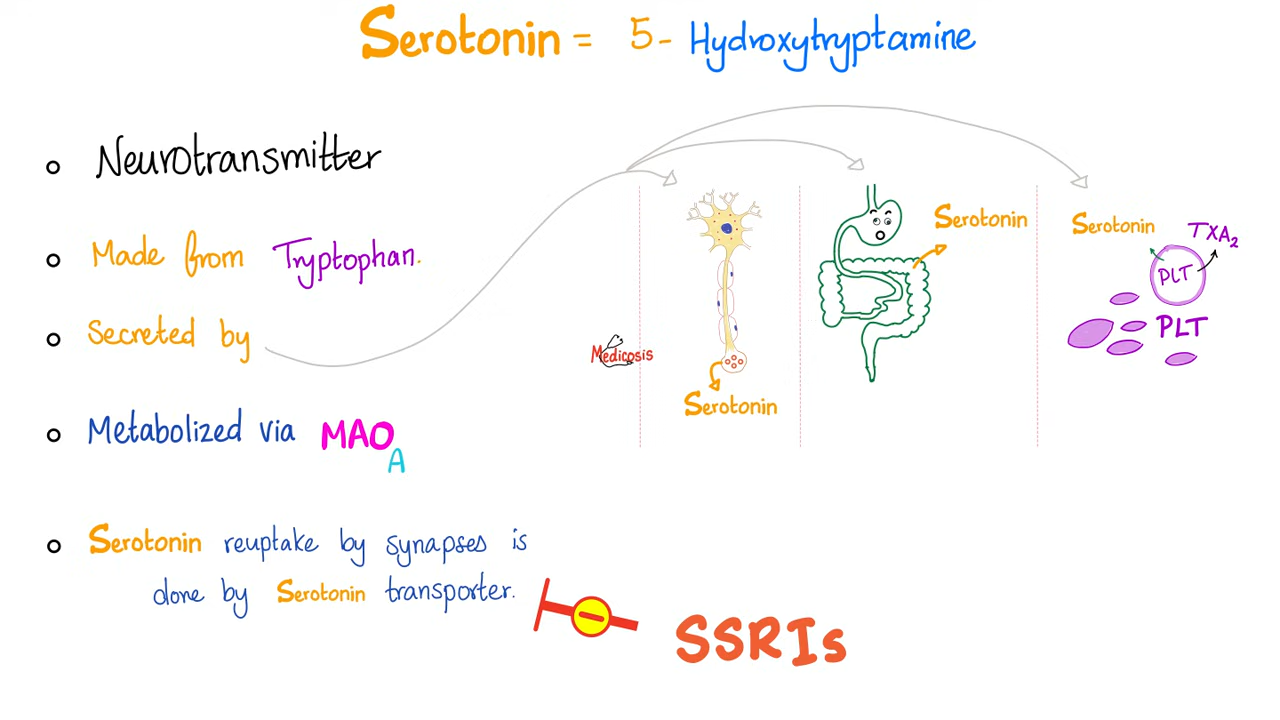 Serotonin = 5-Hydroxytryptamine
Neurotransmitter
Made from Tryptophan.
Secreted by
Metabolized via MAO
A
Serotonin reuptake by synapses is
done by Serotonin transporter.
SSRIs
Medicosis
Serotonin
Serotonin
Serotonin
TXA2
PLT
PLT